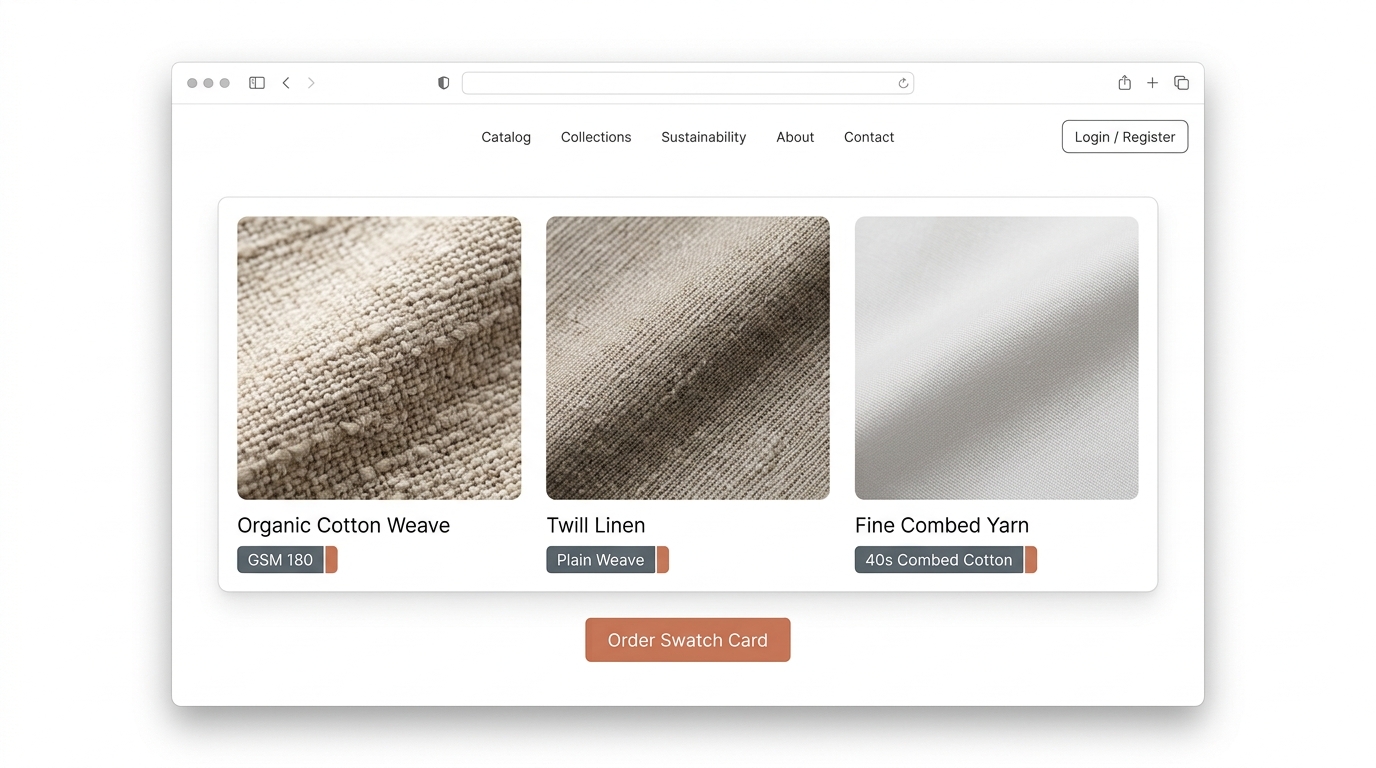 Catalog Collections Sustainability About Contact Login / Register
Organic Cotton Weave Twill Linen Fine Combed Yarn
GSM 180 Plain Weave 40s Combed Cotton
Order Swatch Card